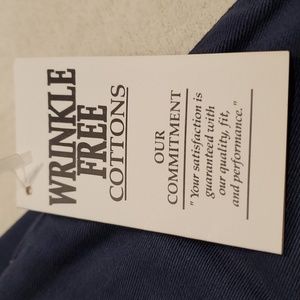 WRINKLE
FREE
COTTONS
OUR
COMMITMENT
"Your satisfaction is
guaranteed with
our quality, fit,
and performance."